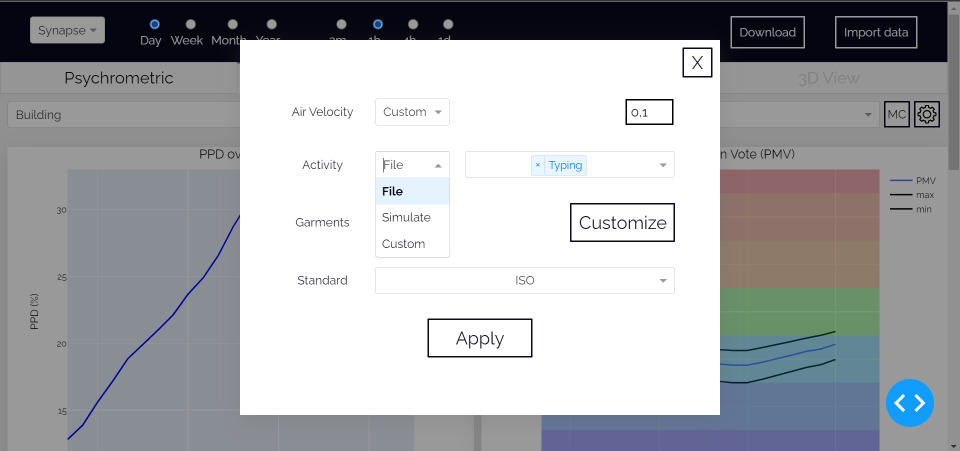 Synapse
Day Week Month Year
1h 4h 1d
Download
Import data
X
Psychrometric
3D View
Air Velocity Custom 0,1
Building
MC
PPD ov
n Vote (PMV)
Activity File × Typing
File
Simulate
Custom
Garments
Customize
Standard ISO
Apply
PPD (%)
30
25
20
15
PMV
max
min